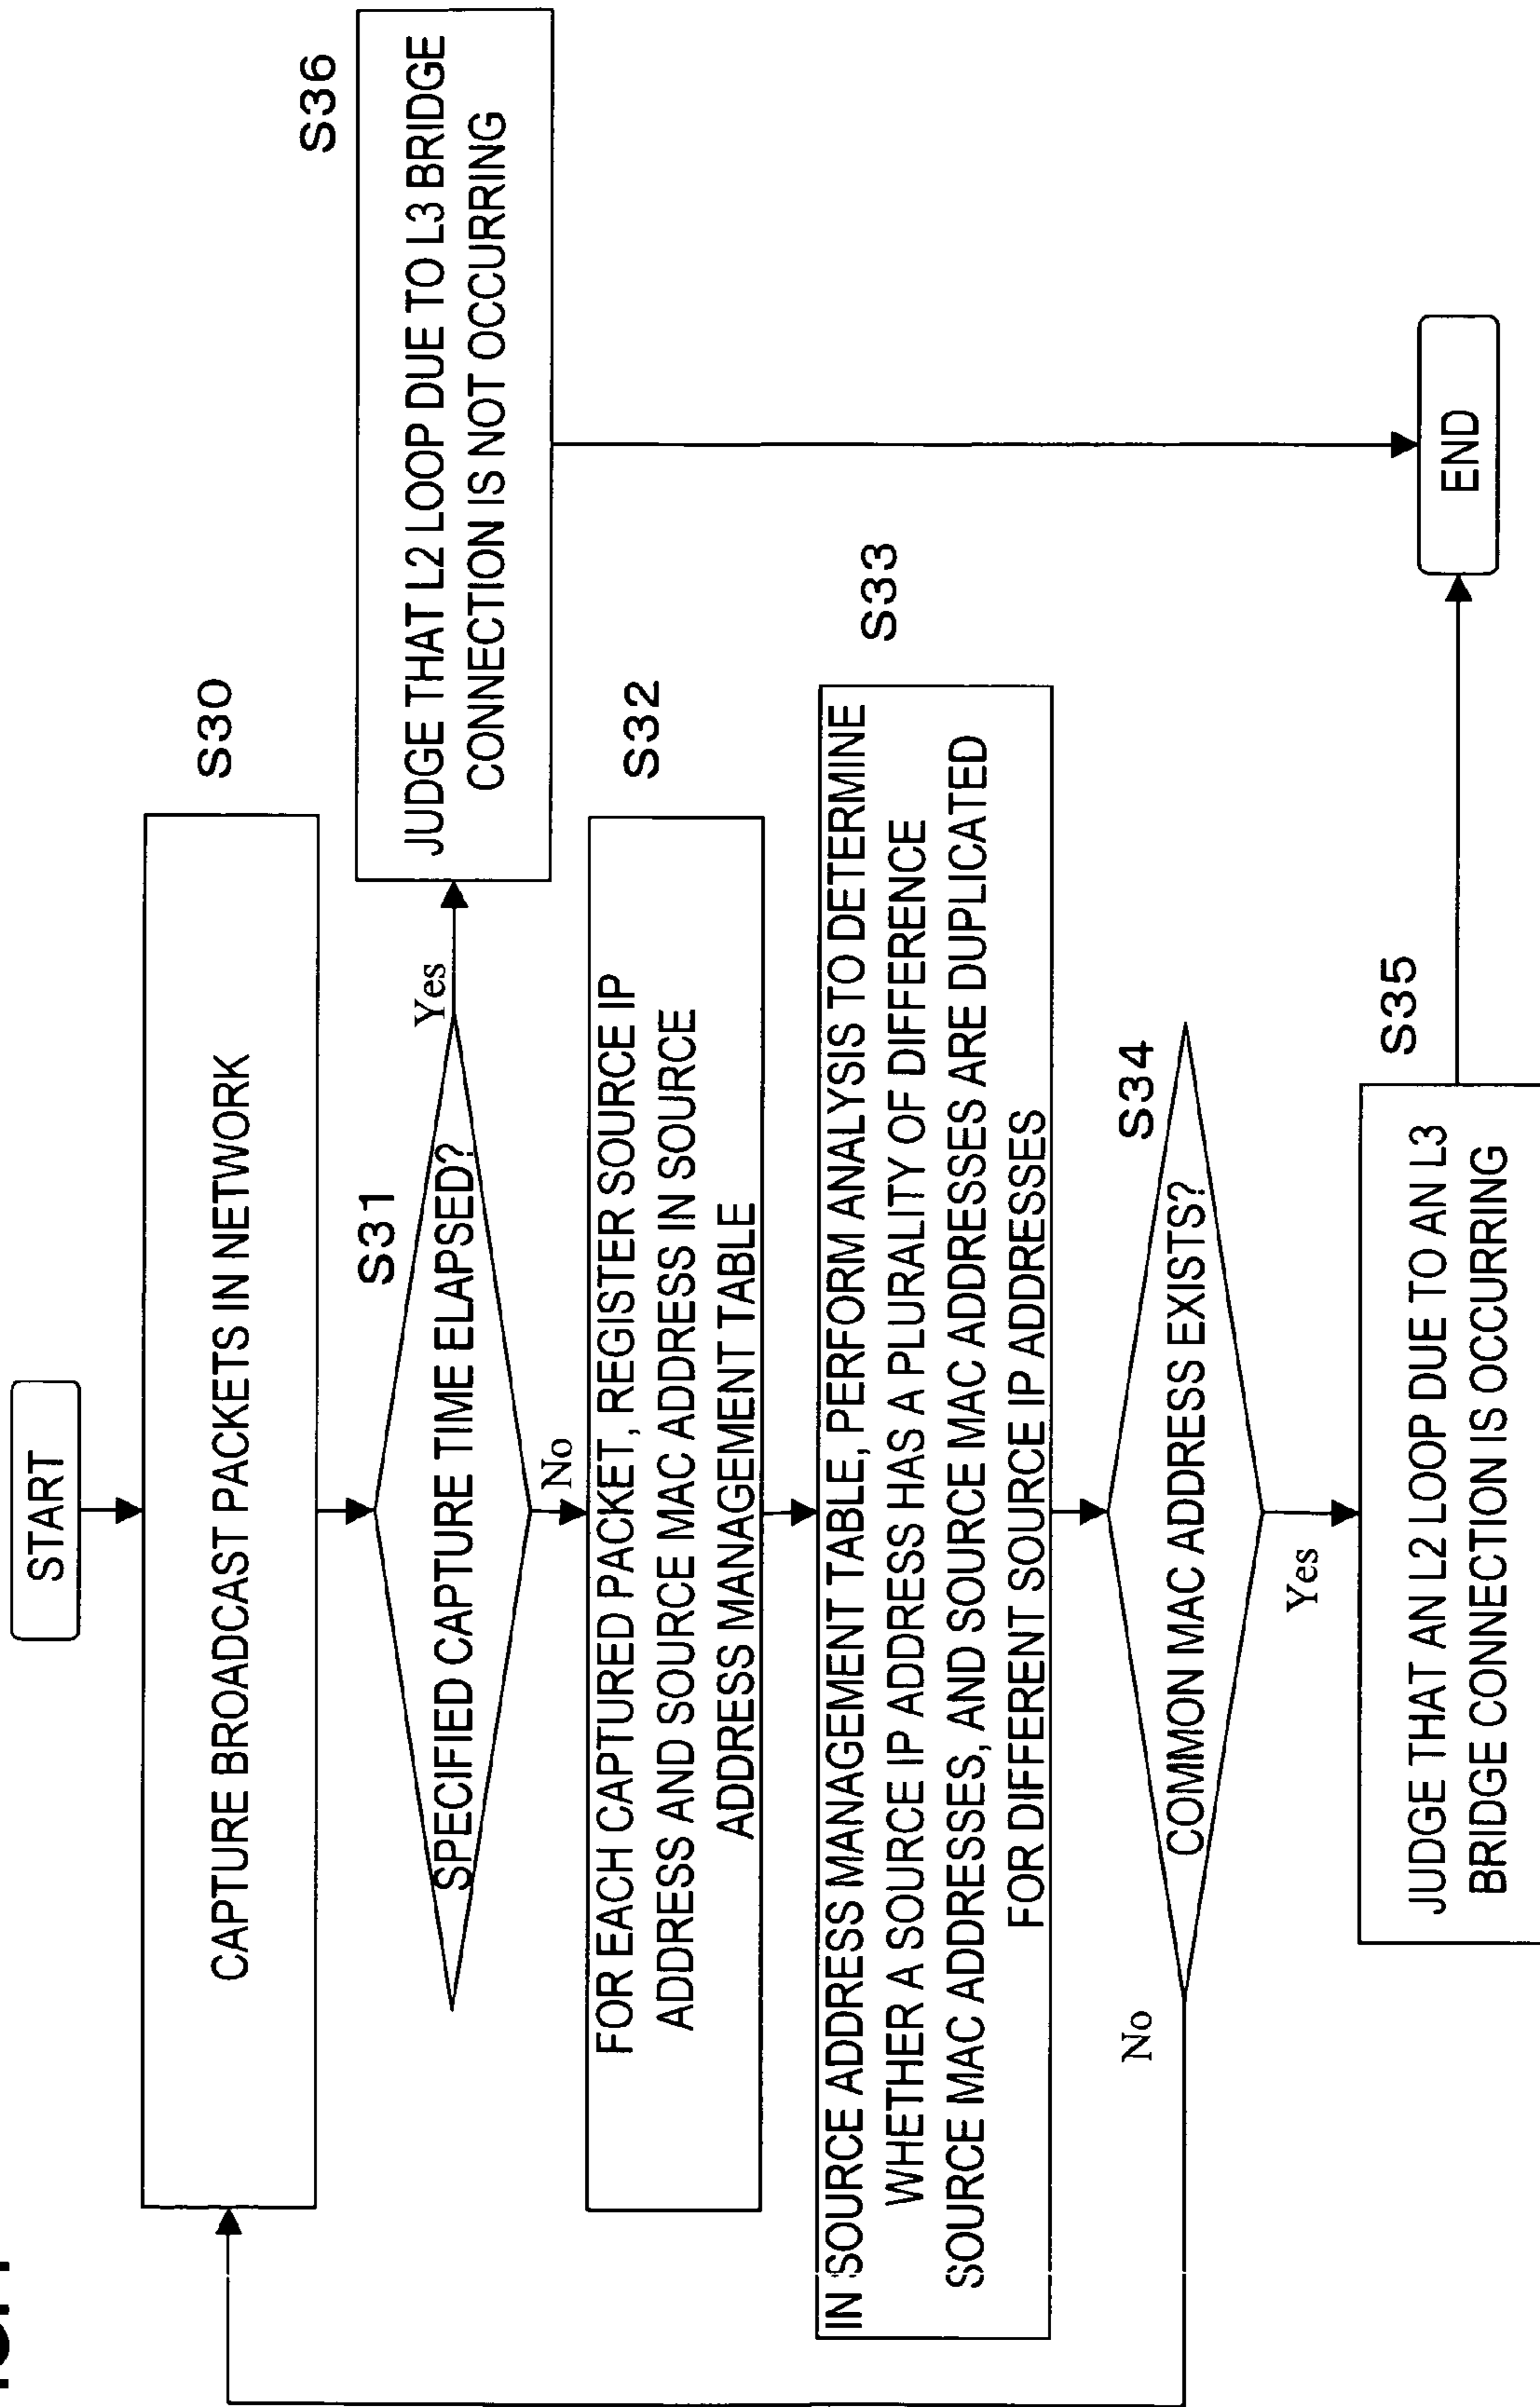 START
S30
CAPTURE BROADCAST PACKETS IN NETWORK
S31
SPECIFIED CAPTURE TIME ELAPSED?
Yes
No
S36
JUDGE THAT L2 LOOP DUE TO L3 BRIDGE
CONNECTION IS NOT OCCURRING
S32
FOR EACH CAPTURED PACKET, REGISTER SOURCE IP
ADDRESS AND SOURCE MAC ADDRESS IN SOURCE
ADDRESS MANAGEMENT TABLE
S33
IN SOURCE ADDRESS MANAGEMENT TABLE, PERFORM ANALYSIS TO DETERMINE
WHETHER A SOURCE IP ADDRESS HAS A PLURALITY OF DIFFERENCE
SOURCE MAC ADDRESSES, AND SOURCE MAC ADDRESSES ARE DUPLICATED
FOR DIFFERENT SOURCE IP ADDRESSES
S34
COMMON MAC ADDRESS EXISTS?
No
Yes
S35
JUDGE THAT AN L2 LOOP DUE TO AN L3
BRIDGE CONNECTION IS OCCURRING
END